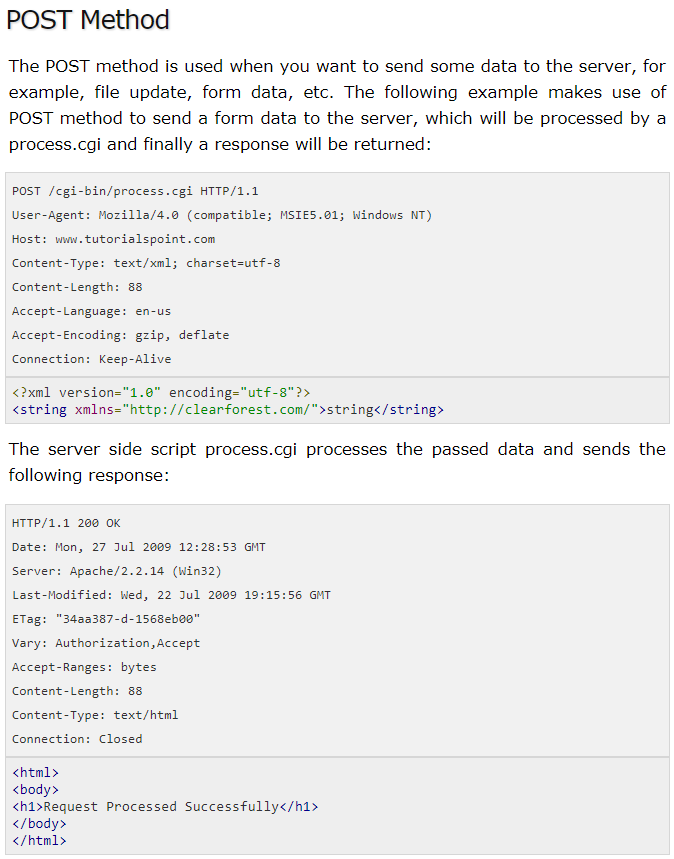 POST Method
The POST method is used when you want to send some data to the server, for
example, file update, form data, etc. The following example makes use of
POST method to send a form data to the server, which will be processed by a
process.cgi and finally a response will be returned:
POST /cgi-bin/process.cgi HTTP/1.1
User-Agent: Mozilla/4.0 (compatible; MSIE5.01; Windows NT)
Host: www.tutorialspoint.com
Content-Type: text/xml; charset=utf-8
Content-Length: 88
Accept-Language: en-us
Accept-Encoding: gzip, deflate
Connection: Keep-Alive
<?xml version="1.0" encoding="utf-8"?>
<string xmlns="http://clearforest.com/">string</string>
The server side script process.cgi processes the passed data and sends the
following response:
HTTP/1.1 200 OK
Date: Mon, 27 Jul 2009 12:28:53 GMT
Server: Apache/2.2.14 (Win32)
Last-Modified: Wed, 22 Jul 2009 19:15:56 GMT
ETag: "34aa387-d-1568eb00"
Vary: Authorization,Accept
Accept-Ranges: bytes
Content-Length: 88
Content-Type: text/html
Connection: Closed
<html>
<body>
<h1>Request Processed Successfully</h1>
</body>
</html>